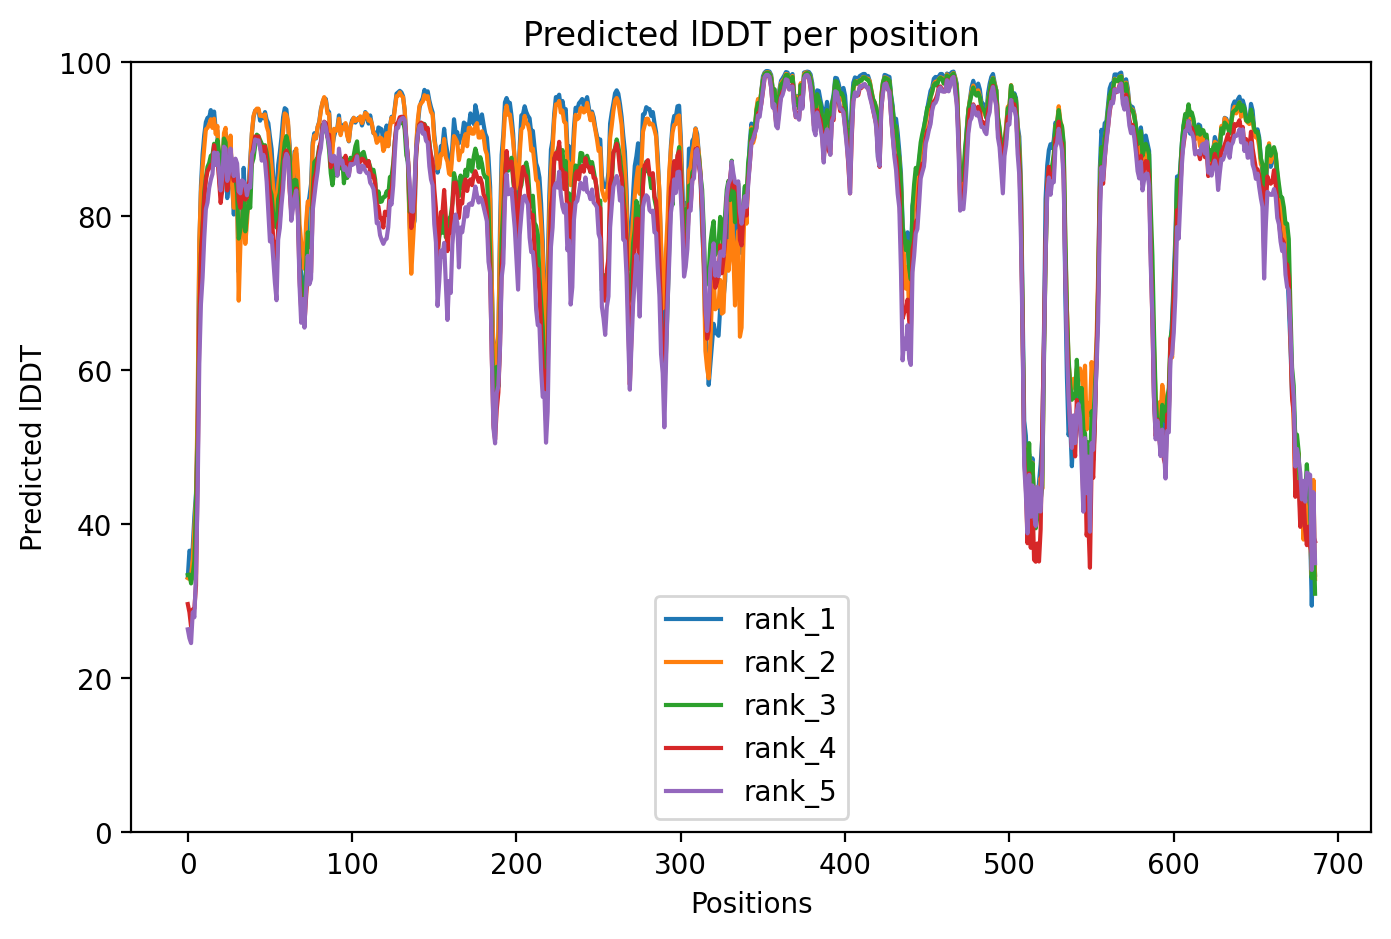 Predicted lDDT per position
100
80
60
40
20
0
Predicted lDDT
0 100 200 300 400 500 600 700
Positions
rank_1
rank_2
rank_3
rank_4
rank_5